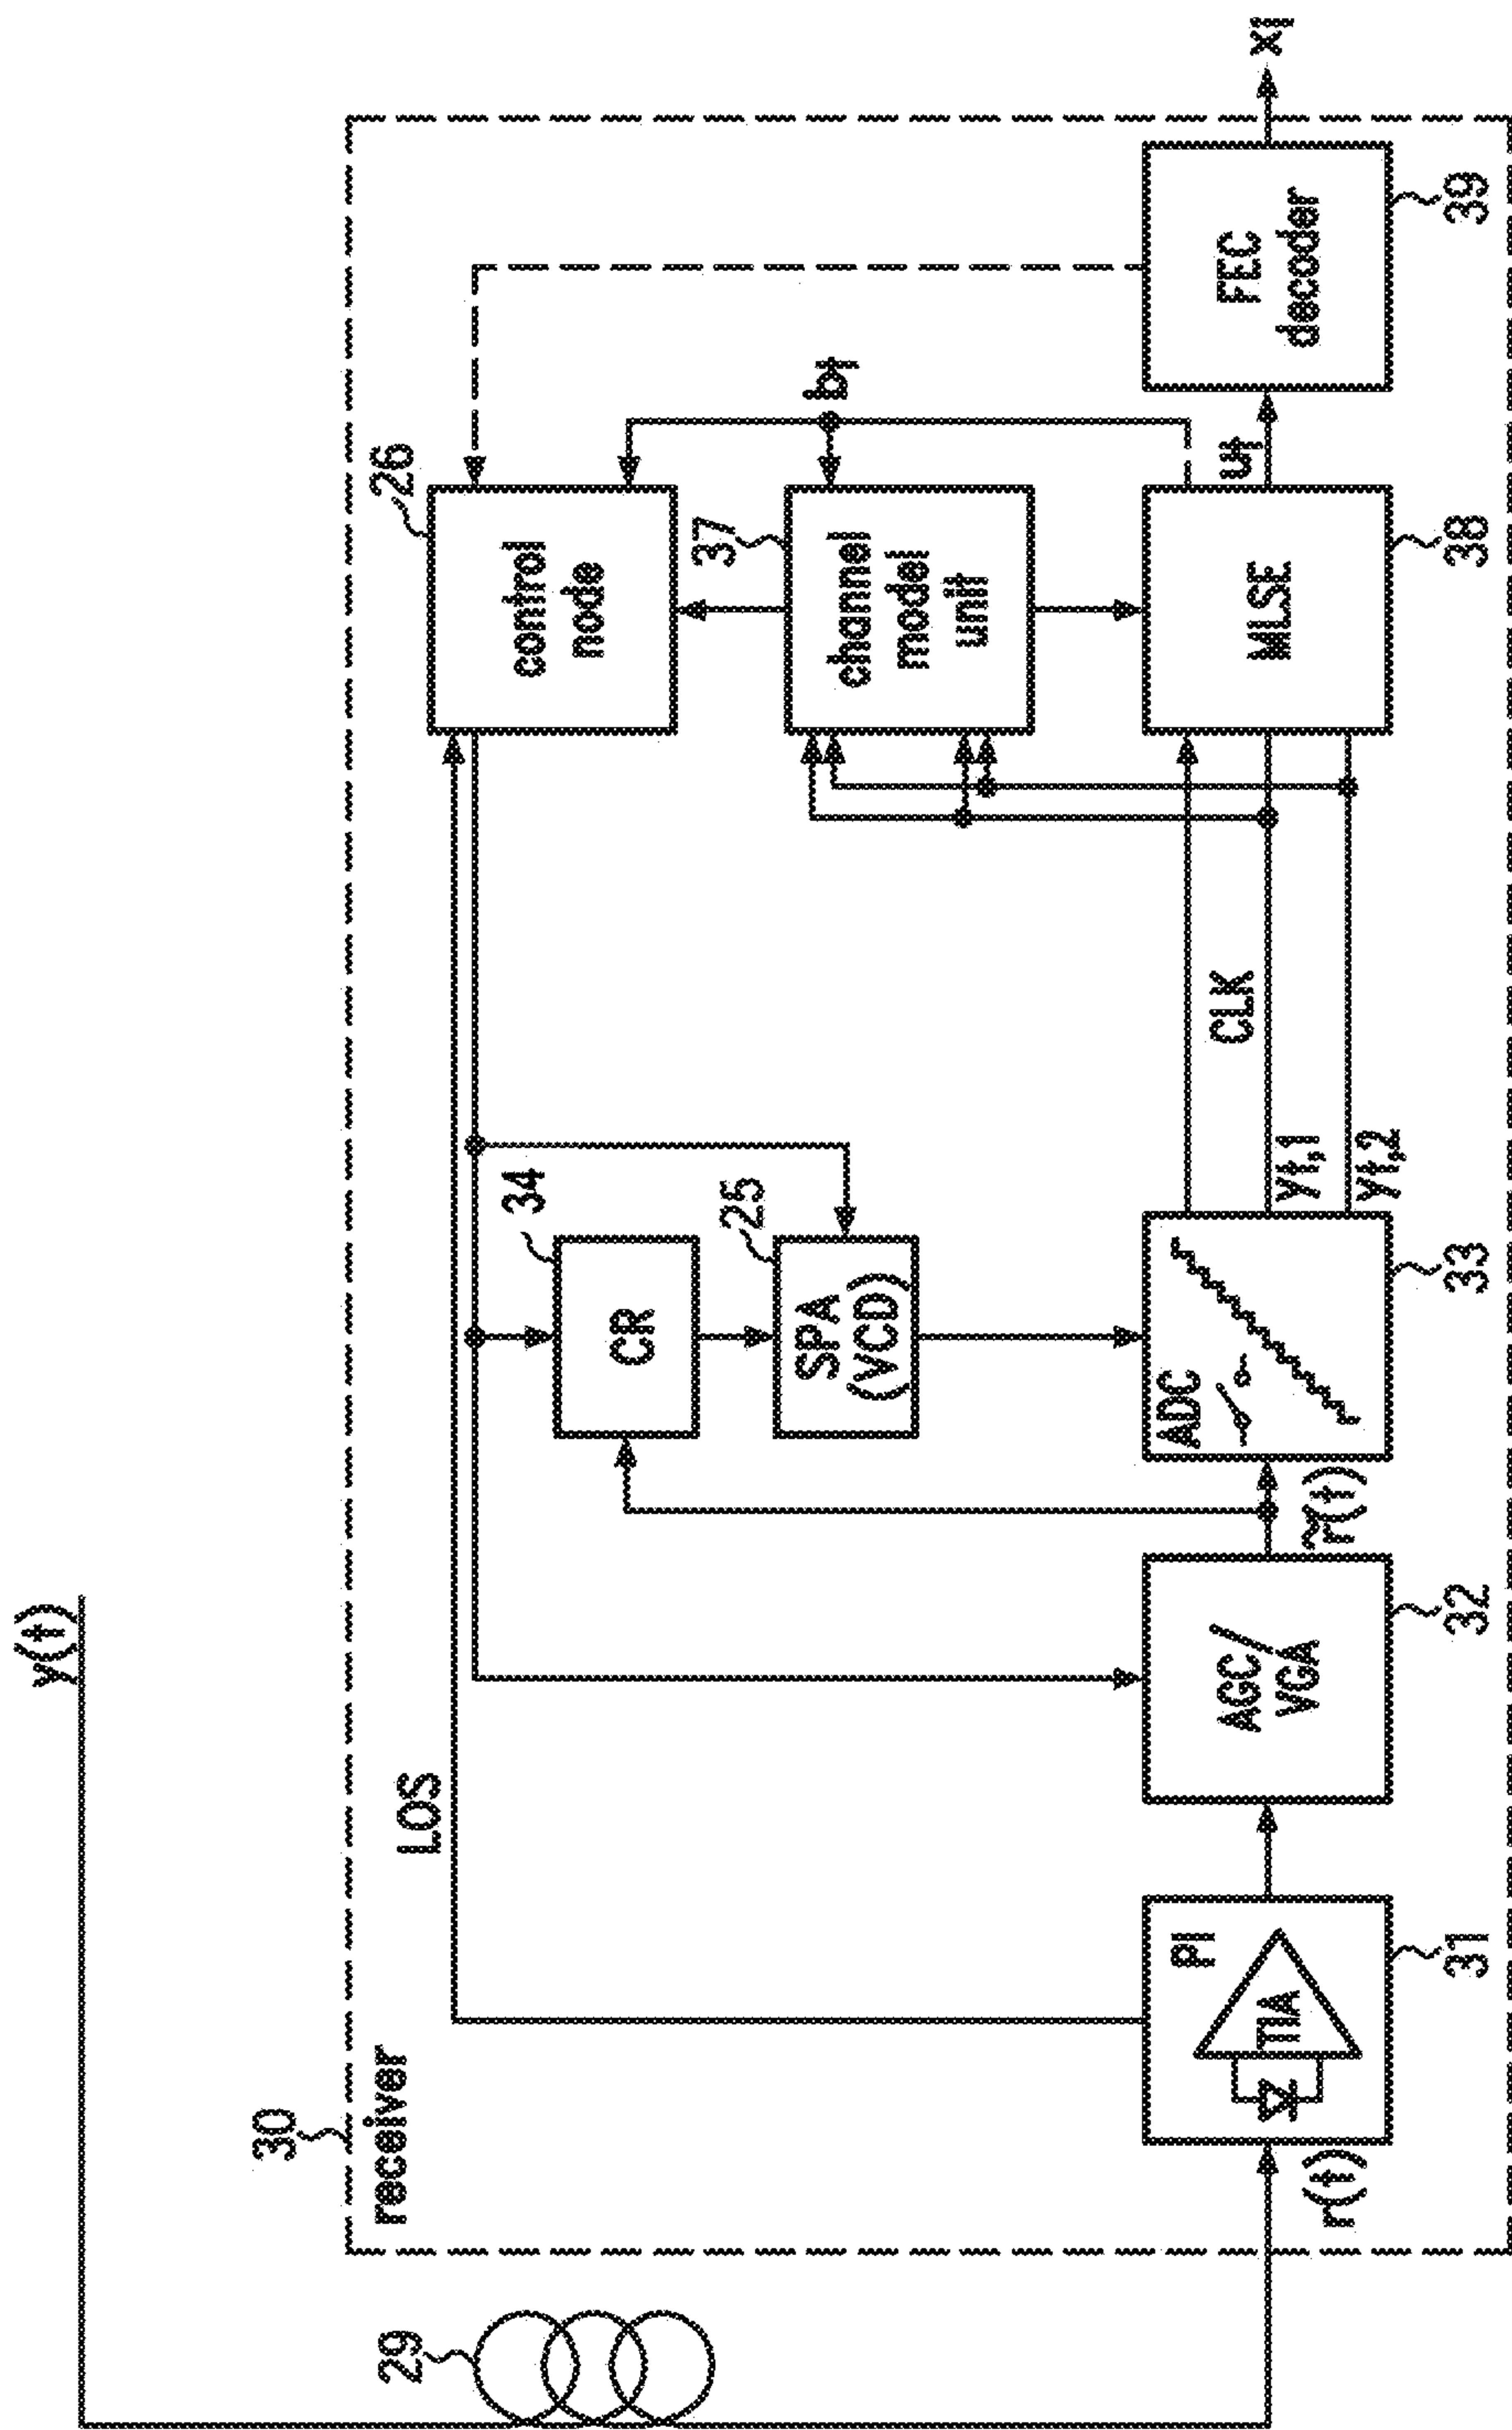 y(t)
29
30
receiver
LOS
r(t)
PI
TIA
31
AGC/
VGA
32
r̃(t)
34
CR
25
SPA
(VCD)
ADC
33
CLK
yt,1
yt,2
26
control
node
37
channel
model
unit
MLSE
38
bt
ut
FEC
decoder
39